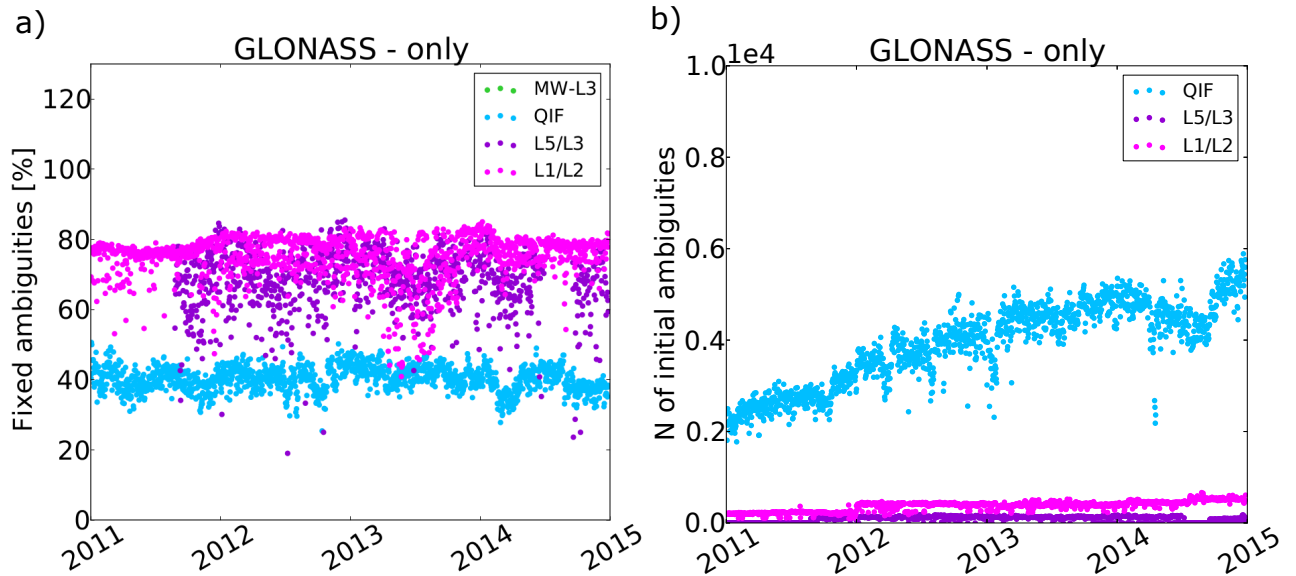 a)
GLONASS - only
Fixed ambiguities [%]
120
100
80
60
40
20
0
2011 2012 2013 2014 2015
MW-L3
QIF
L5/L3
L1/L2
b)
GLONASS - only
1e4
N of initial ambiguities
1.0
0.8
0.6
0.4
0.2
0.0
2011 2012 2013 2014 2015
QIF
L5/L3
L1/L2